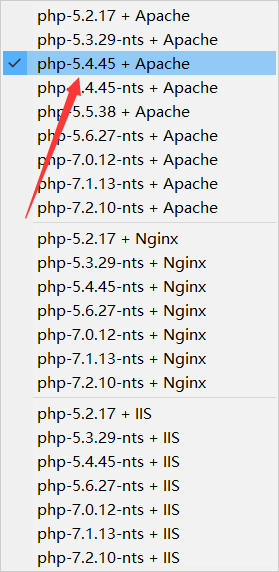 php-5.2.17 + Apache
php-5.3.29-nts + Apache
php-5.4.45 + Apache
php-5.4.45-nts + Apache
php-5.5.38 + Apache
php-5.6.27-nts + Apache
php-7.0.12-nts + Apache
php-7.1.13-nts + Apache
php-7.2.10-nts + Apache
php-5.2.17 + Nginx
php-5.3.29-nts + Nginx
php-5.4.45-nts + Nginx
php-5.6.27-nts + Nginx
php-7.0.12-nts + Nginx
php-7.1.13-nts + Nginx
php-7.2.10-nts + Nginx
php-5.2.17 + IIS
php-5.3.29-nts + IIS
php-5.4.45-nts + IIS
php-5.6.27-nts + IIS
php-7.0.12-nts + IIS
php-7.1.13-nts + IIS
php-7.2.10-nts + IIS